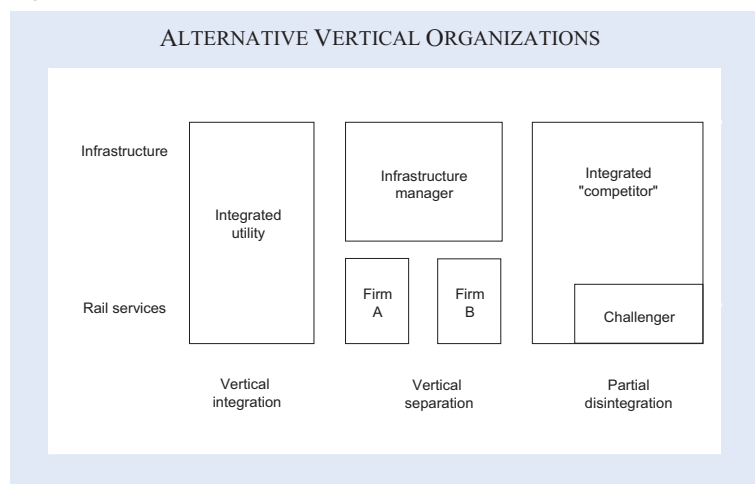 ALTERNATIVE VERTICAL ORGANIZATIONS
Infrastructure
Rail services
Integrated
utility
Vertical
integration
Infrastructure
manager
Firm
A
Firm
B
Vertical
separation
Integrated
"competitor"
Challenger
Partial
disintegration